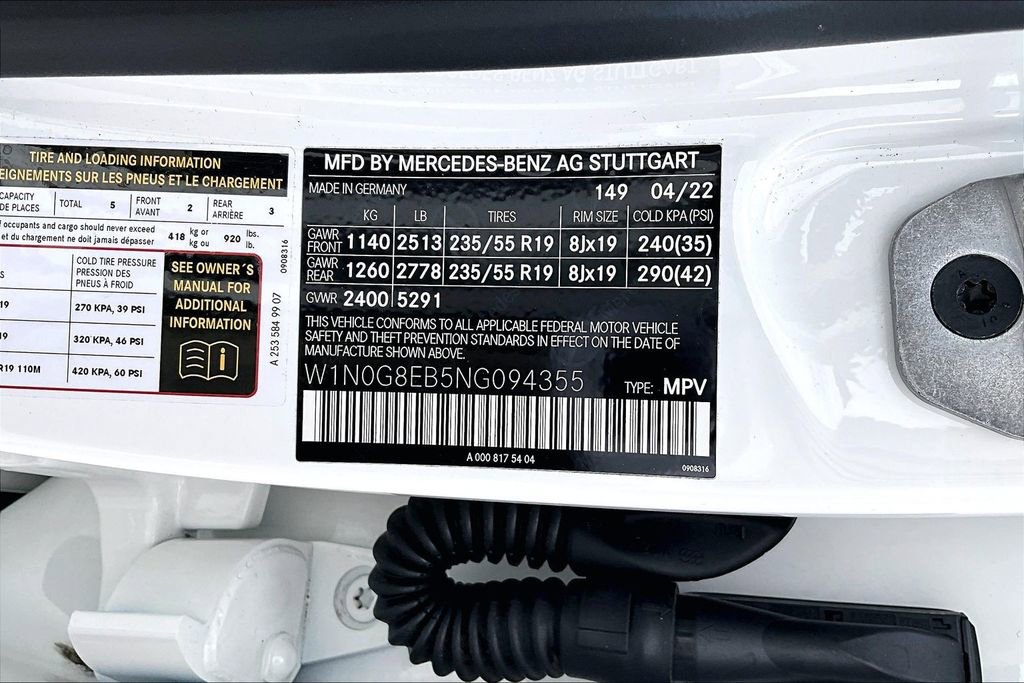 TIRE AND LOADING INFORMATION
EIGNEMENTS SUR LES PNEUS ET LE CHARGEMENT
CAPACITY
DE PLACES
TOTAL 5
FRONT
AVANT 2
REAR
ARRIÈRE 3
occupants and cargo should never exceed
et du chargement ne doit jamais dépasser
418 kg or
kg ou
920 lbs.
lb.
COLD TIRE PRESSURE
PRESSION DES
PNEUS À FROID
19 270 KPA, 39 PSI
19 320 KPA, 46 PSI
R19 110M 420 KPA, 60 PSI
SEE OWNER'S
MANUAL FOR
ADDITIONAL
INFORMATION
i
0908316
A 253 584 99 07
MFD BY MERCEDES-BENZ AG STUTTGART
MADE IN GERMANY 149 04/22
KG LB TIRES RIM SIZE COLD KPA(PSI)
GAWR
FRONT 1140 2513 235/55 R19 8Jx19 240(35)
GAWR
REAR 1260 2778 235/55 R19 8Jx19 290(42)
GVWR 2400 5291
THIS VEHICLE CONFORMS TO ALL APPLICABLE FEDERAL MOTOR VEHICLE
SAFETY AND THEFT PREVENTION STANDARDS IN EFFECT ON THE DATE OF
MANUFACTURE SHOWN ABOVE.
W1N0G8EB5NG094355 TYPE: MPV
A 000 817 54 04
0908316